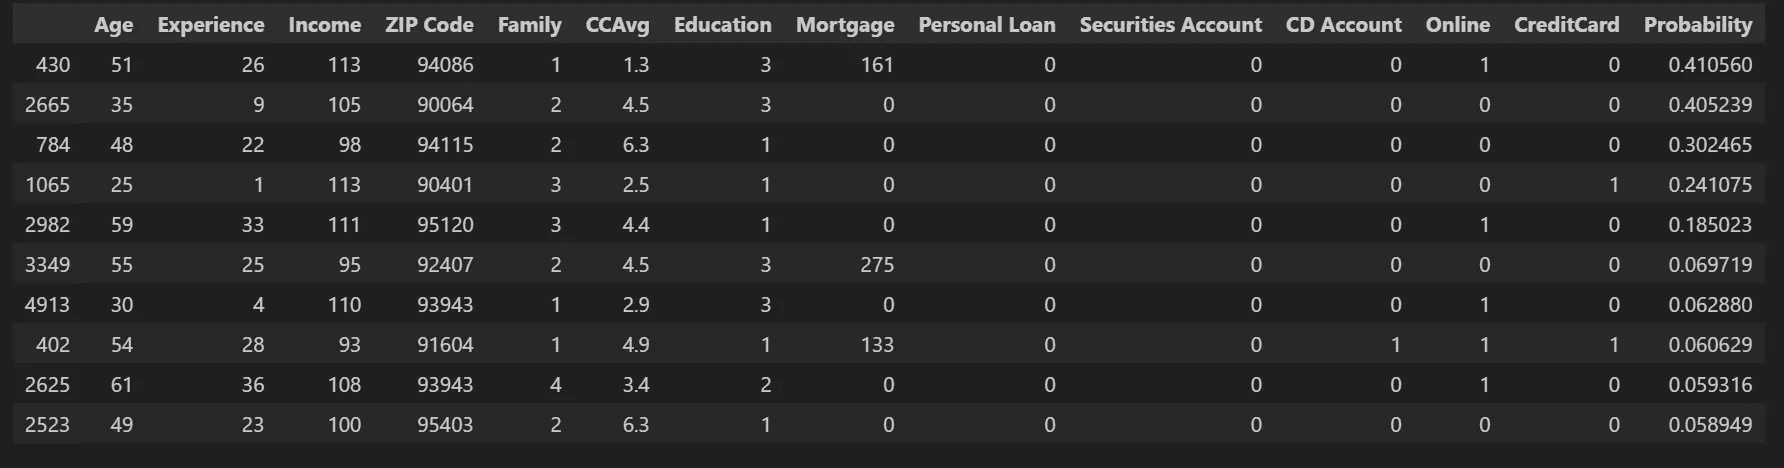 Age Experience Income ZIP Code Family CCAvg Education Mortgage Personal Loan Securities Account CD Account Online CreditCard Probability
430 51 26 113 94086 1 1.3 3 161 0 0 0 1 0 0.410560
2665 35 9 105 90064 2 4.5 3 0 0 0 0 0 0 0.405239
784 48 22 98 94115 2 6.3 1 0 0 0 0 0 0 0.302465
1065 25 1 113 90401 3 2.5 1 0 0 0 0 0 1 0.241075
2982 59 33 111 95120 3 4.4 1 0 0 0 0 1 0 0.185023
3349 55 25 95 92407 2 4.5 3 275 0 0 0 0 0 0.069719
4913 30 4 110 93943 1 2.9 3 0 0 0 0 1 0 0.062880
402 54 28 93 91604 1 4.9 1 133 0 0 1 1 1 0.060629
2625 61 36 108 93943 4 3.4 2 0 0 0 0 1 0 0.059316
2523 49 23 100 95403 2 6.3 1 0 0 0 0 0 0 0.058949